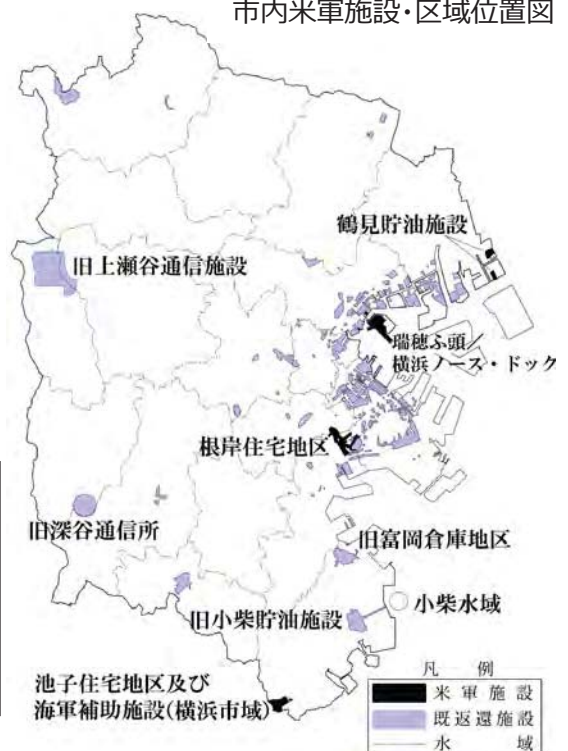 市内米軍施設・区域位置図
鶴見貯油施設
旧上瀬谷通信施設
瑞穂ふ頭／
横浜ノース・ドック
根岸住宅地区
旧深谷通信所
旧富岡倉庫地区
小柴水域
旧小柴貯油施設
池子住宅地区及び
海軍補助施設(横浜市域)
凡例
米軍施設
既返還施設
水域